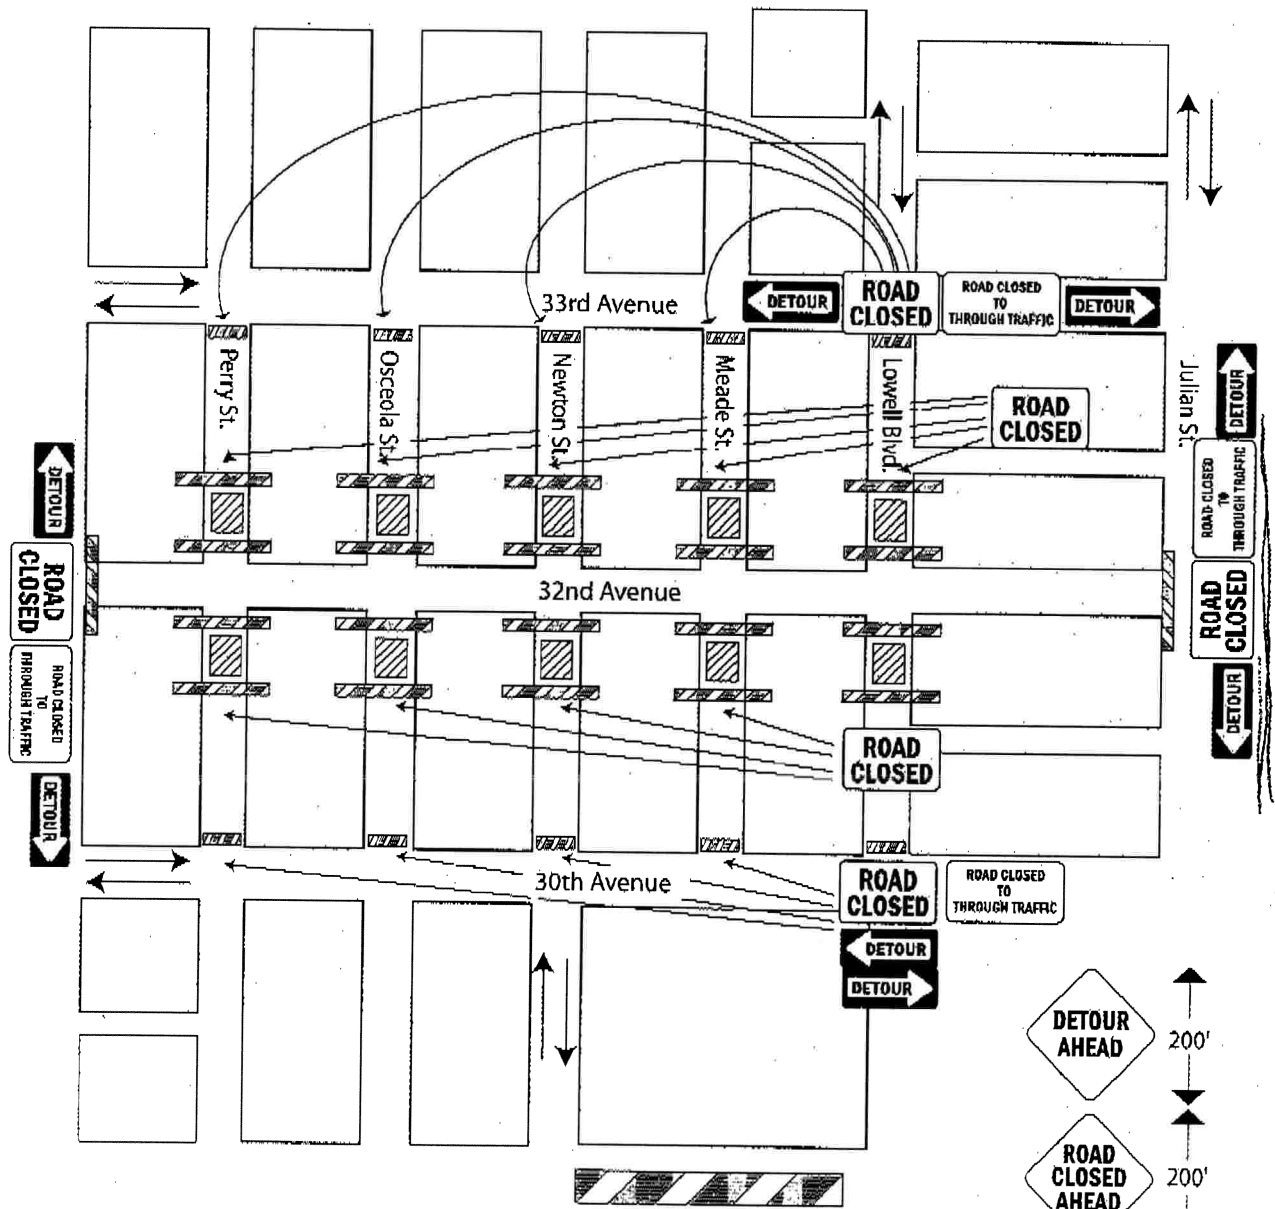 33rd Avenue
DETOUR
ROAD
CLOSED
ROAD CLOSED
TO
THROUGH TRAFFIC
DETOUR
Perry St.
Osceola St.
Newton St.
Meade St.
Lowell Blvd.
Julian St.
ROAD
CLOSED
DETOUR
ROAD CLOSED
TO
THROUGH TRAFFIC
ROAD
CLOSED
DETOUR
DETOUR
ROAD
CLOSED
ROAD CLOSED
TO
THROUGH TRAFFIC
DETOUR
32nd Avenue
ROAD
CLOSED
30th Avenue
ROAD
CLOSED
ROAD CLOSED
TO
THROUGH TRAFFIC
DETOUR
DETOUR
DETOUR
AHEAD
200'
ROAD
CLOSED
AHEAD
200'